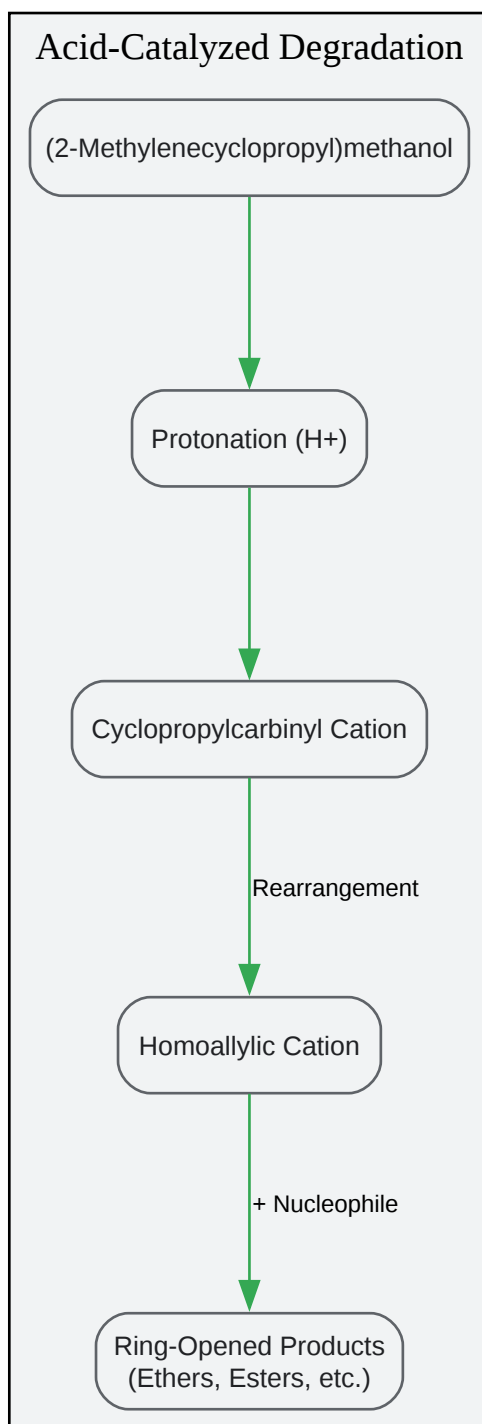 Acid-Catalyzed Degradation
(2-Methylenecyclopropyl)methanol
Protonation (H+)
Cyclopropylcarbinyl Cation
Rearrangement
Homoallylic Cation
+ Nucleophile
Ring-Opened Products
(Ethers, Esters, etc.)